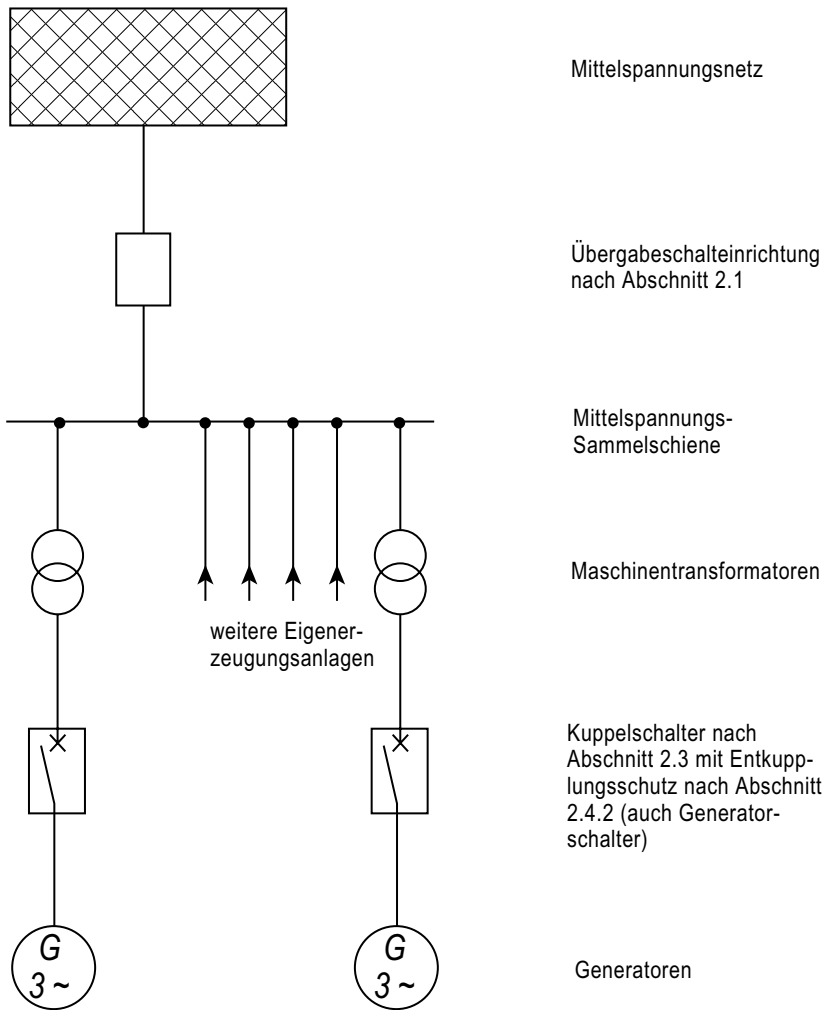 Mittelspannungsnetz
Übergabeschalteinrichtung
nach Abschnitt 2.1
Mittelspannungs-
Sammelschiene
Maschinentransformatoren
weitere Eigener-
zeugungsanlagen
Kuppelschalter nach
Abschnitt 2.3 mit Entkupp-
lungsschutz nach Abschnitt
2.4.2 (auch Generator-
schalter)
G
3 ~
G
3 ~
Generatoren